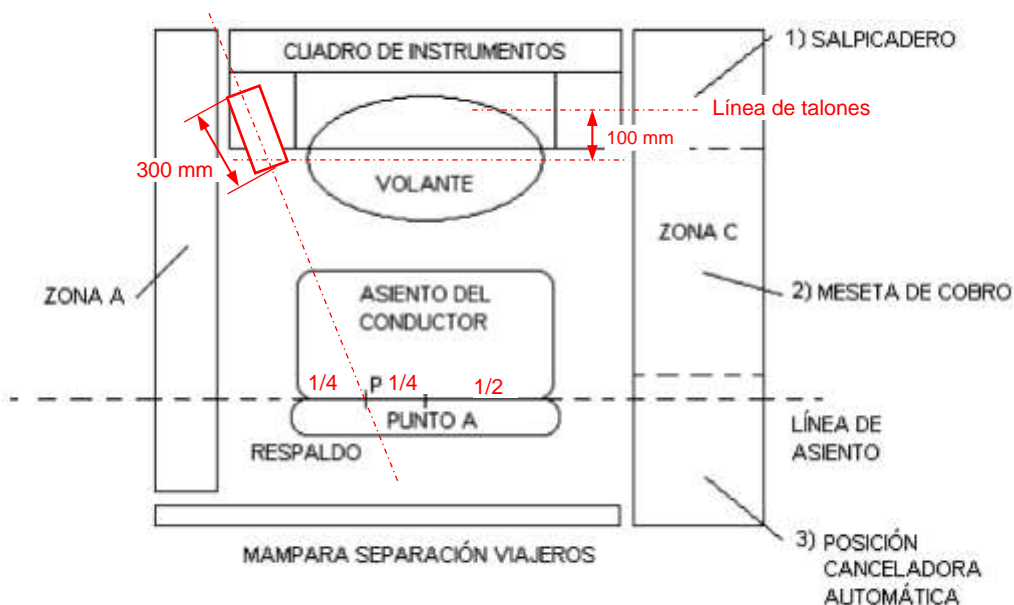 CUADRO DE INSTRUMENTOS
1) SALPICADERO
Línea de talones
100 mm
300 mm
VOLANTE
ZONA C
ZONA A
ASIENTO DEL
CONDUCTOR
2) MESETA DE COBRO
1/4 P 1/4 1/2
PUNTO A
LÍNEA DE
ASIENTO
RESPALDO
3) POSICIÓN
CANCELADORA
AUTOMÁTICA
MAMPARA SEPARACIÓN VIAJEROS